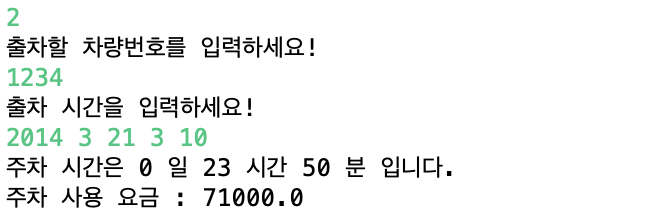 2
출차할 차량번호를 입력하세요!
1234
출차 시간을 입력하세요!
2014 3 21 3 10
주차 시간은 0 일 23 시간 50 분 입니다.
주차 사용 요금 : 71000.0